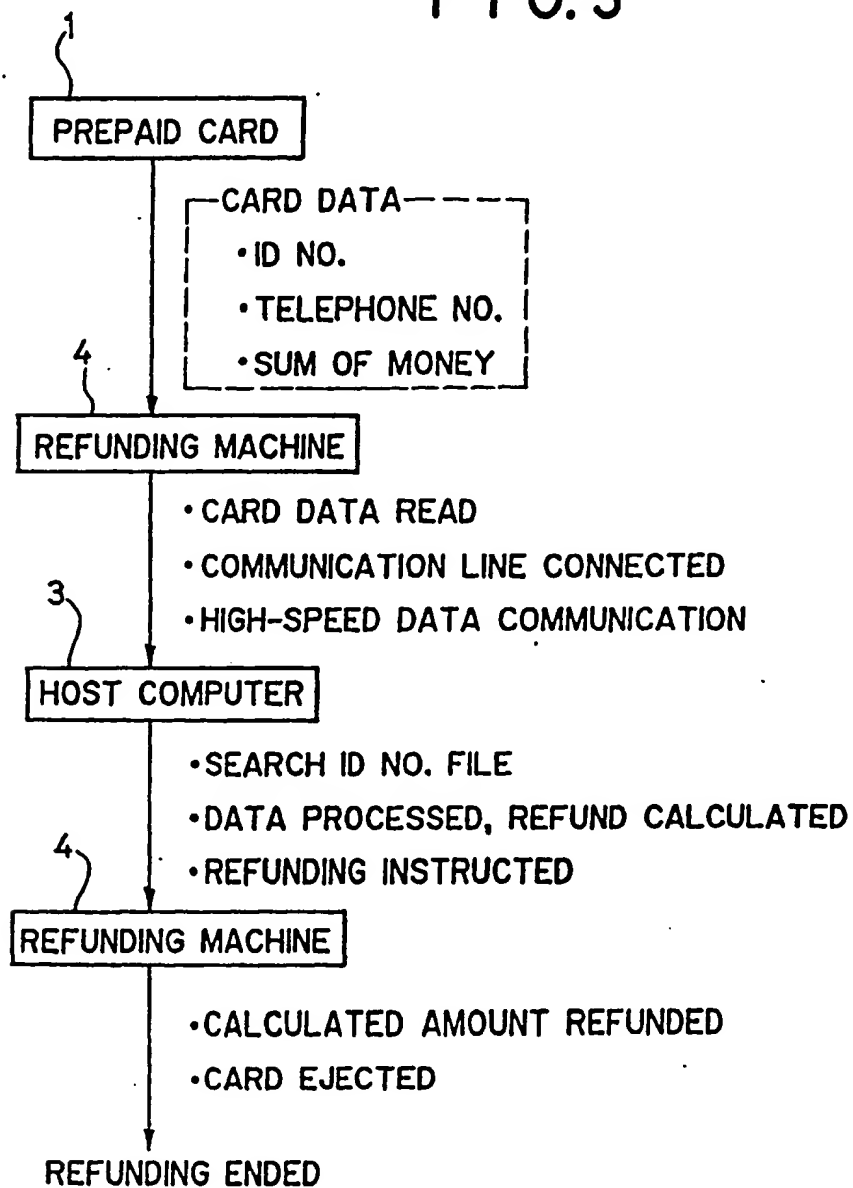 1
PREPAID CARD
CARD DATA
•ID NO.
•TELEPHONE NO.
•SUM OF MONEY
4
REFUNDING MACHINE
•CARD DATA READ
•COMMUNICATION LINE CONNECTED
•HIGH-SPEED DATA COMMUNICATION
3
HOST COMPUTER
•SEARCH ID NO. FILE
•DATA PROCESSED, REFUND CALCULATED
•REFUNDING INSTRUCTED
4
REFUNDING MACHINE
•CALCULATED AMOUNT REFUNDED
•CARD EJECTED
REFUNDING ENDED